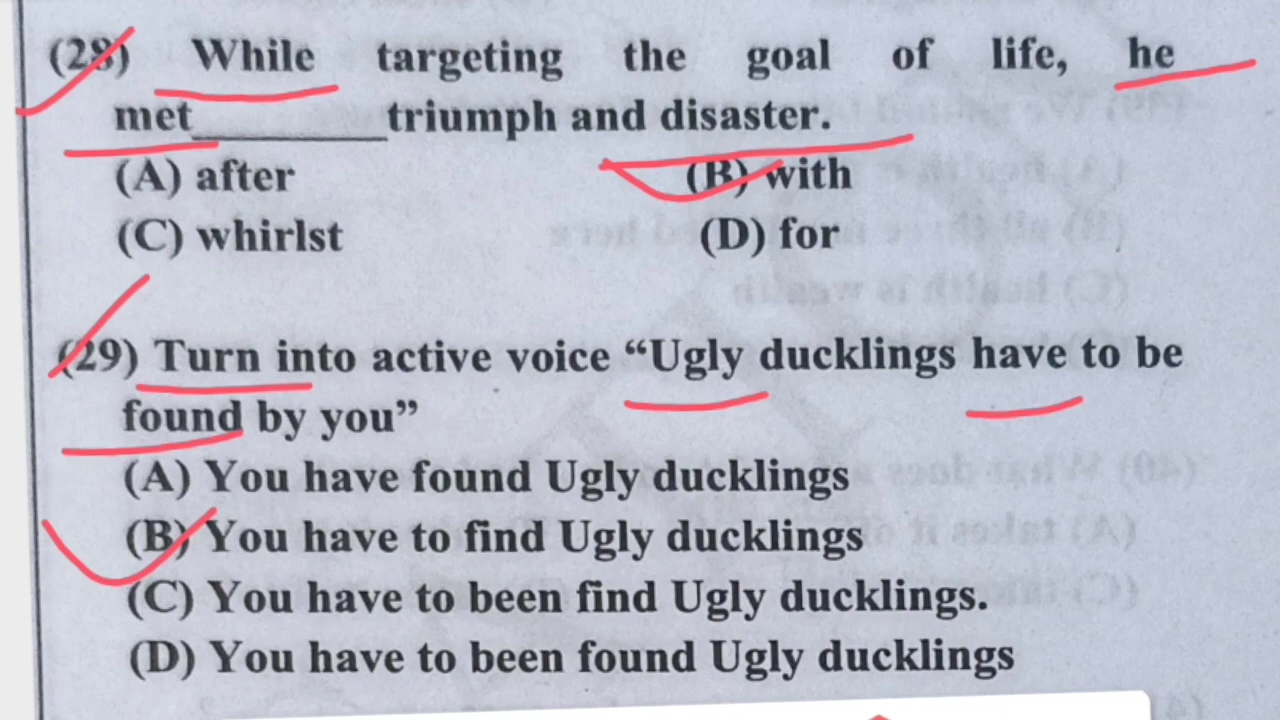 (28) While targeting the goal of life, he
met________triumph and disaster.
(A) after (B) with
(C) whirlst (D) for
(29) Turn into active voice “Ugly ducklings have to be
found by you”
(A) You have found Ugly ducklings
(B) You have to find Ugly ducklings
(C) You have to been find Ugly ducklings.
(D) You have to been found Ugly ducklings